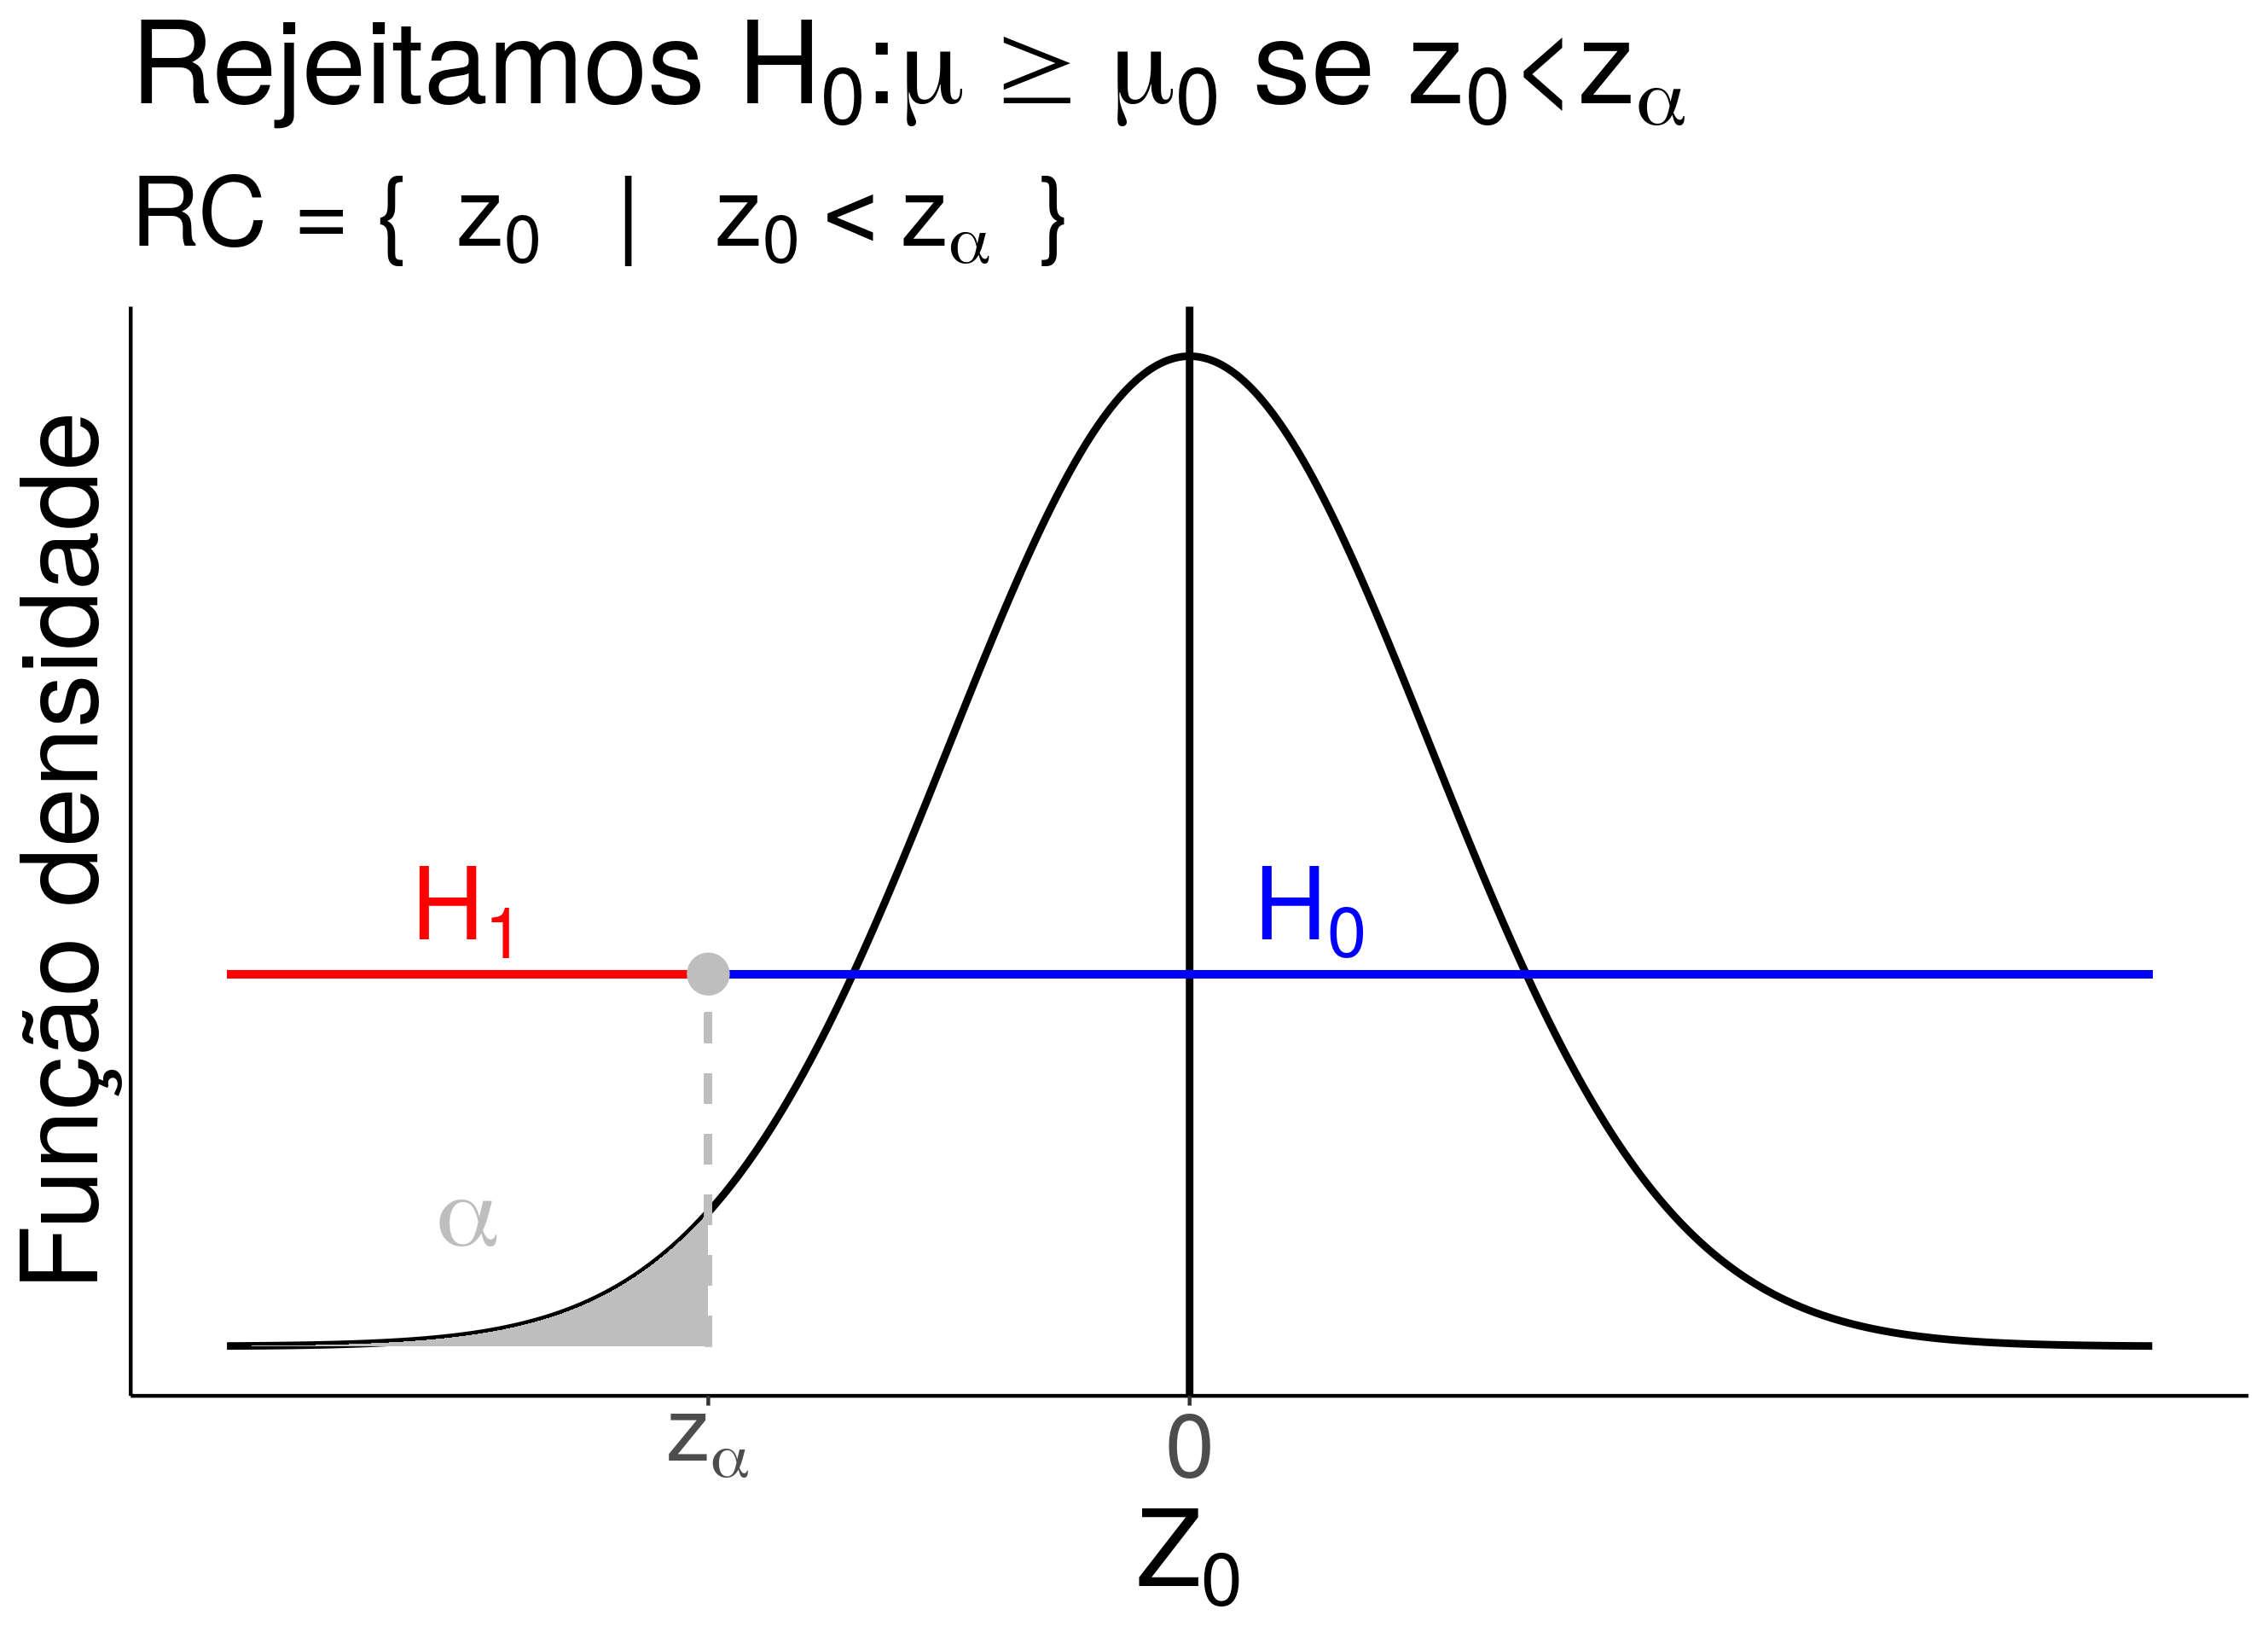 Rejeitamos H₀:μ ≥ μ₀ se z₀<zα
RC = { z₀ | z₀ < zα }
Função densidade
H₁
H₀
α
zα
0
Z₀